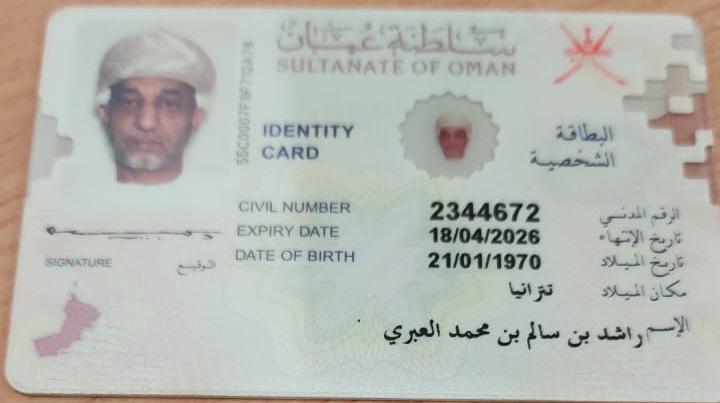 سلطنة عمان
SULTANATE OF OMAN
IDENTITY CARD
البطاقة الشخصية
CIVIL NUMBER 2344672 الرقم المدني
EXPIRY DATE 18/04/2026 تاريخ الإنتهاء
DATE OF BIRTH 21/01/1970 تاريخ الميلاد
مكان الميلاد تنزانيا
الإسم راشد بن سالم بن محمد العبري
SIGNATURE التوقيع